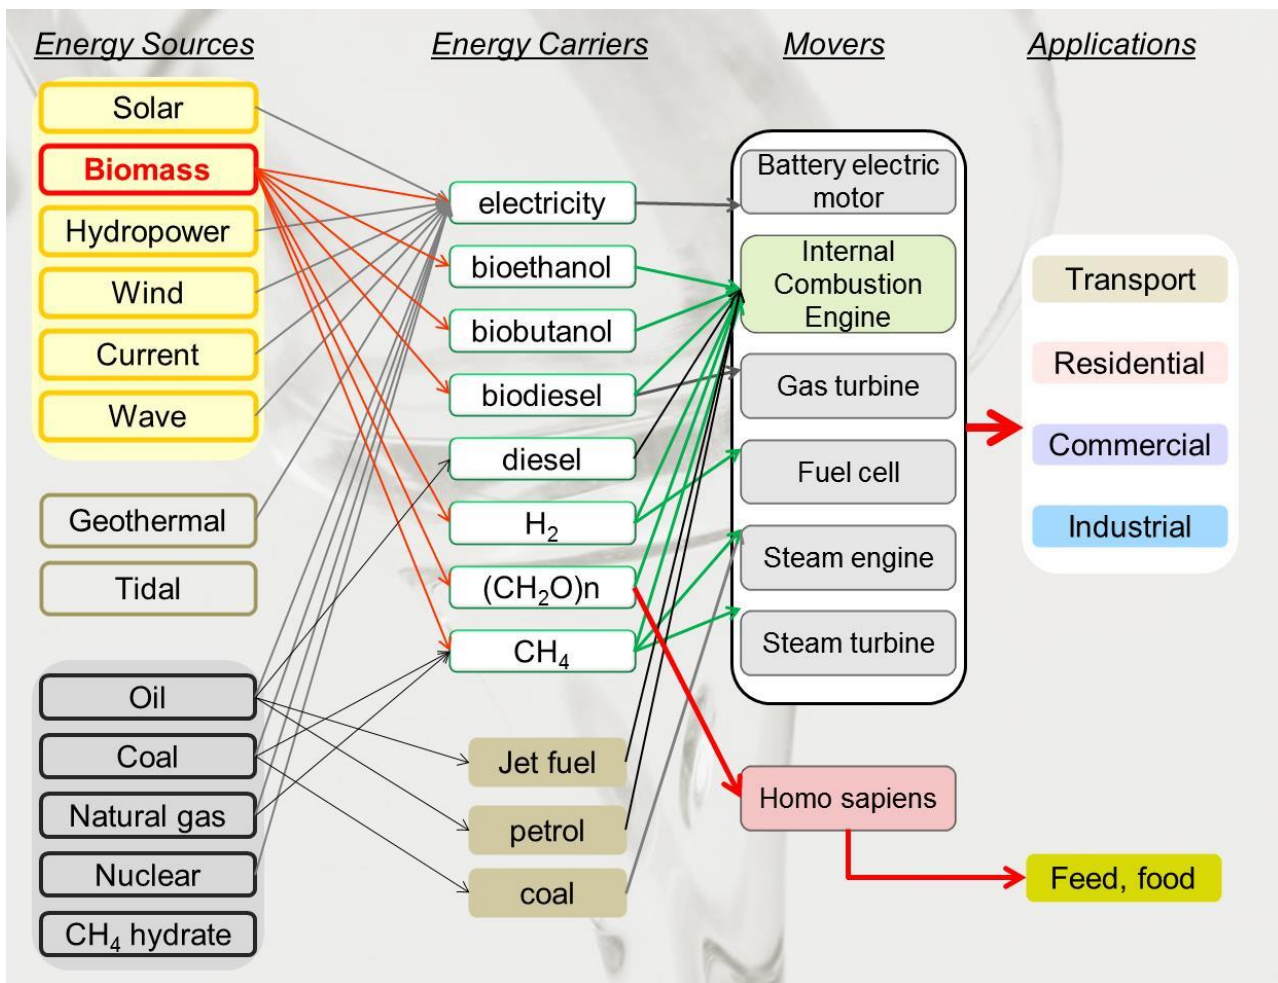 Energy Sources
Energy Carriers
Movers
Applications
Solar
Biomass
Hydropower
Wind
Current
Wave
Geothermal
Tidal
Oil
Coal
Natural gas
Nuclear
CH₄ hydrate
electricity
bioethanol
biobutanol
biodiesel
diesel
H₂
(CH₂O)n
CH₄
Jet fuel
petrol
coal
Battery electric
motor
Internal
Combustion
Engine
Gas turbine
Fuel cell
Steam engine
Steam turbine
Homo sapiens
Transport
Residential
Commercial
Industrial
Feed, food